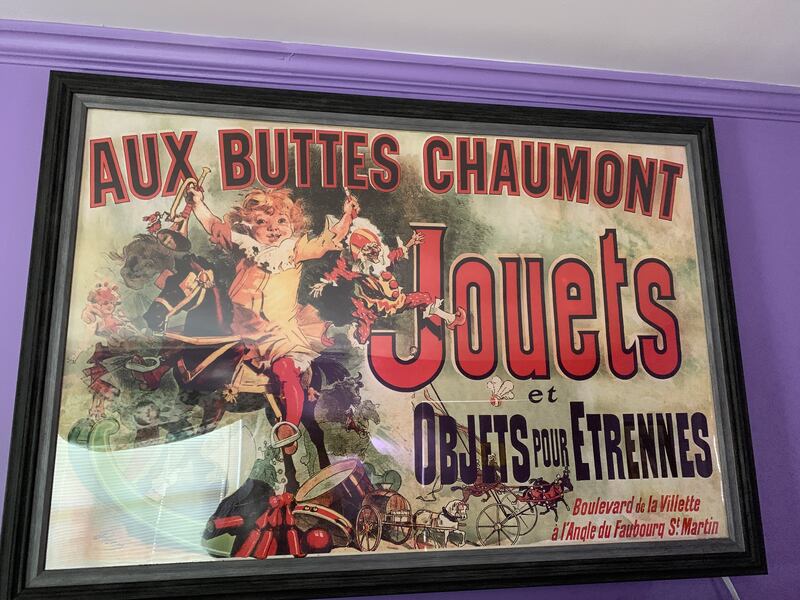 AUX BUTTES CHAUMONT
Jouets
et
OBJETS POUR ETRENNES
Boulevard de la Villette
à l'Angle du Faubourg St Martin